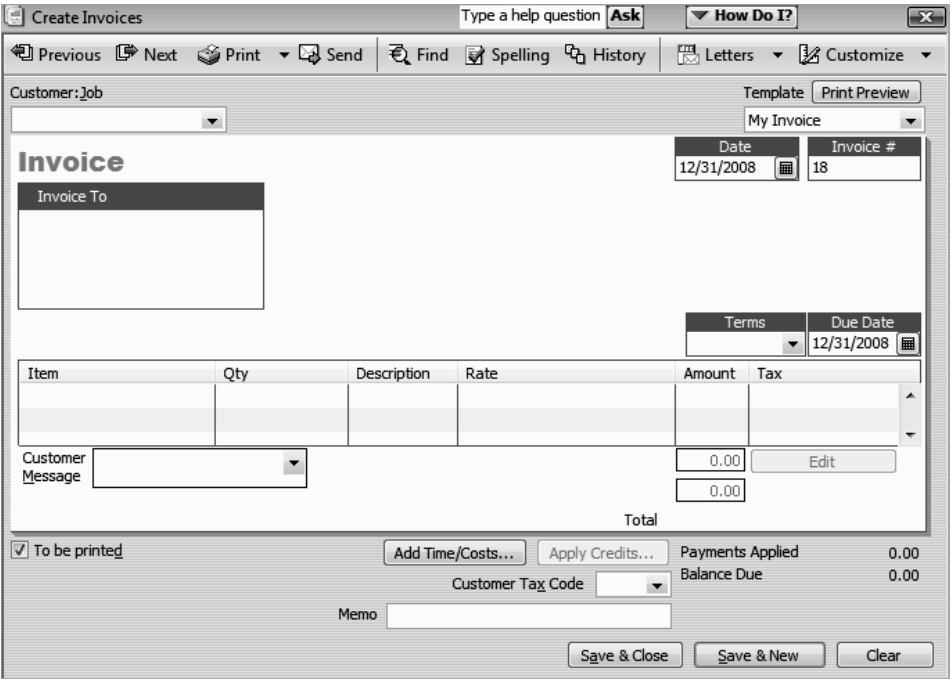 Create Invoices Type a help question Ask How Do I?
Previous Next Print Send Find Spelling History Letters Customize
Customer:Job Template Print Preview
My Invoice
Invoice Date Invoice #
12/31/2008 18
Invoice To
Terms Due Date
12/31/2008
Item Qty Description Rate Amount Tax
Customer Message 0.00 Edit
0.00
Total
To be printed Add Time/Costs... Apply Credits... Payments Applied 0.00
Customer Tax Code Balance Due 0.00
Memo
Save & Close Save & New Clear